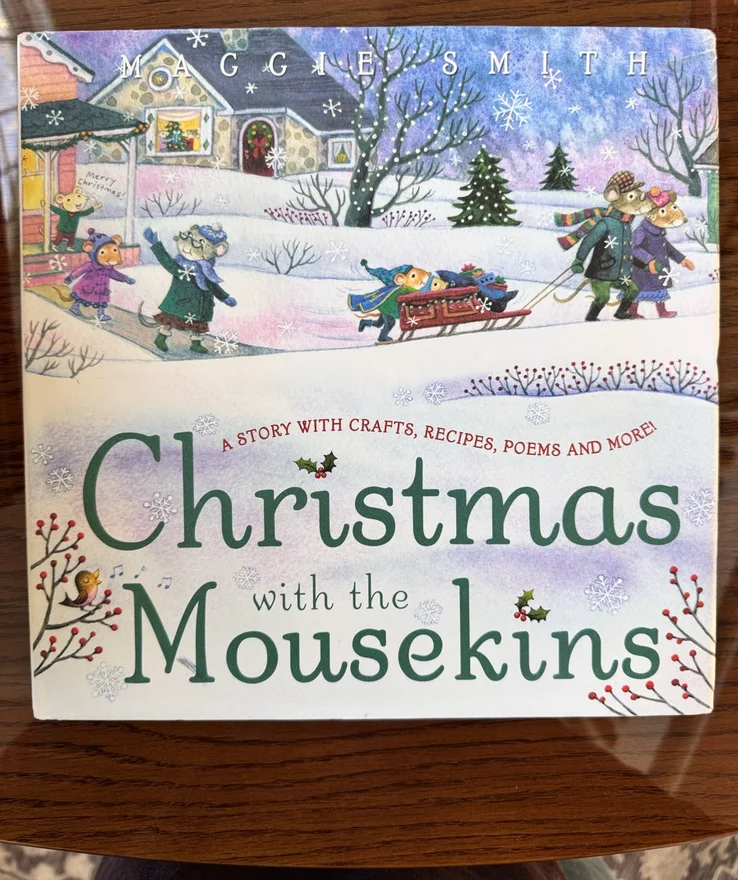 MAGGIE SMITH
Merry
Christmas!
A STORY WITH CRAFTS, RECIPES, POEMS AND MORE!
Christmas
with the
Mousekins